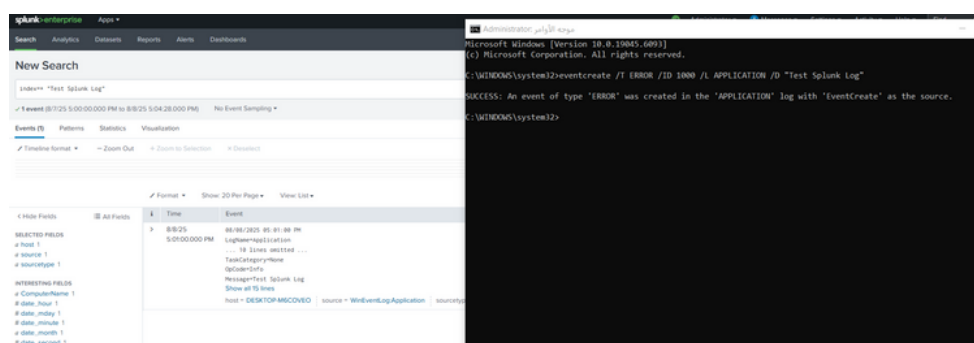 splunk>enterprise Apps
Search Analytics Datasets Reports Alerts Dashboards
New Search
index=* "Test Splunk Log"
1 event (8/7/25 5:00:00.000 PM to 8/8/25 5:04:28.000 PM) No Event Sampling
Events (1) Patterns Statistics Visualization
Timeline format — Zoom Out + Zoom to Selection × Deselect
Format Show: 20 Per Page View: List
< Hide Fields All Fields
i Time Event
SELECTED FIELDS
a host 1
a source 1
a sourcetype 1
INTERESTING FIELDS
a ComputerName 1
# date_hour 1
# date_mday 1
# date_minute 1
a date_month 1
# date_second 1
> 8/8/25
5:01:00.000 PM
08/08/2025 05:01:00 PM
LogName=Application
... 10 lines omitted ...
TaskCategory=None
OpCode=Info
Message=Test Splunk Log
Show all 15 lines
host = DESKTOP-M6COVEO source = WinEventLog:Application sourcetyp
Administrator: موجه الأوامر
Microsoft Windows [Version 10.0.19045.6093]
(c) Microsoft Corporation. All rights reserved.
C:\WINDOWS\system32>eventcreate /T ERROR /ID 1000 /L APPLICATION /D "Test Splunk Log"
SUCCESS: An event of type 'ERROR' was created in the 'APPLICATION' log with 'EventCreate' as the source.
C:\WINDOWS\system32>